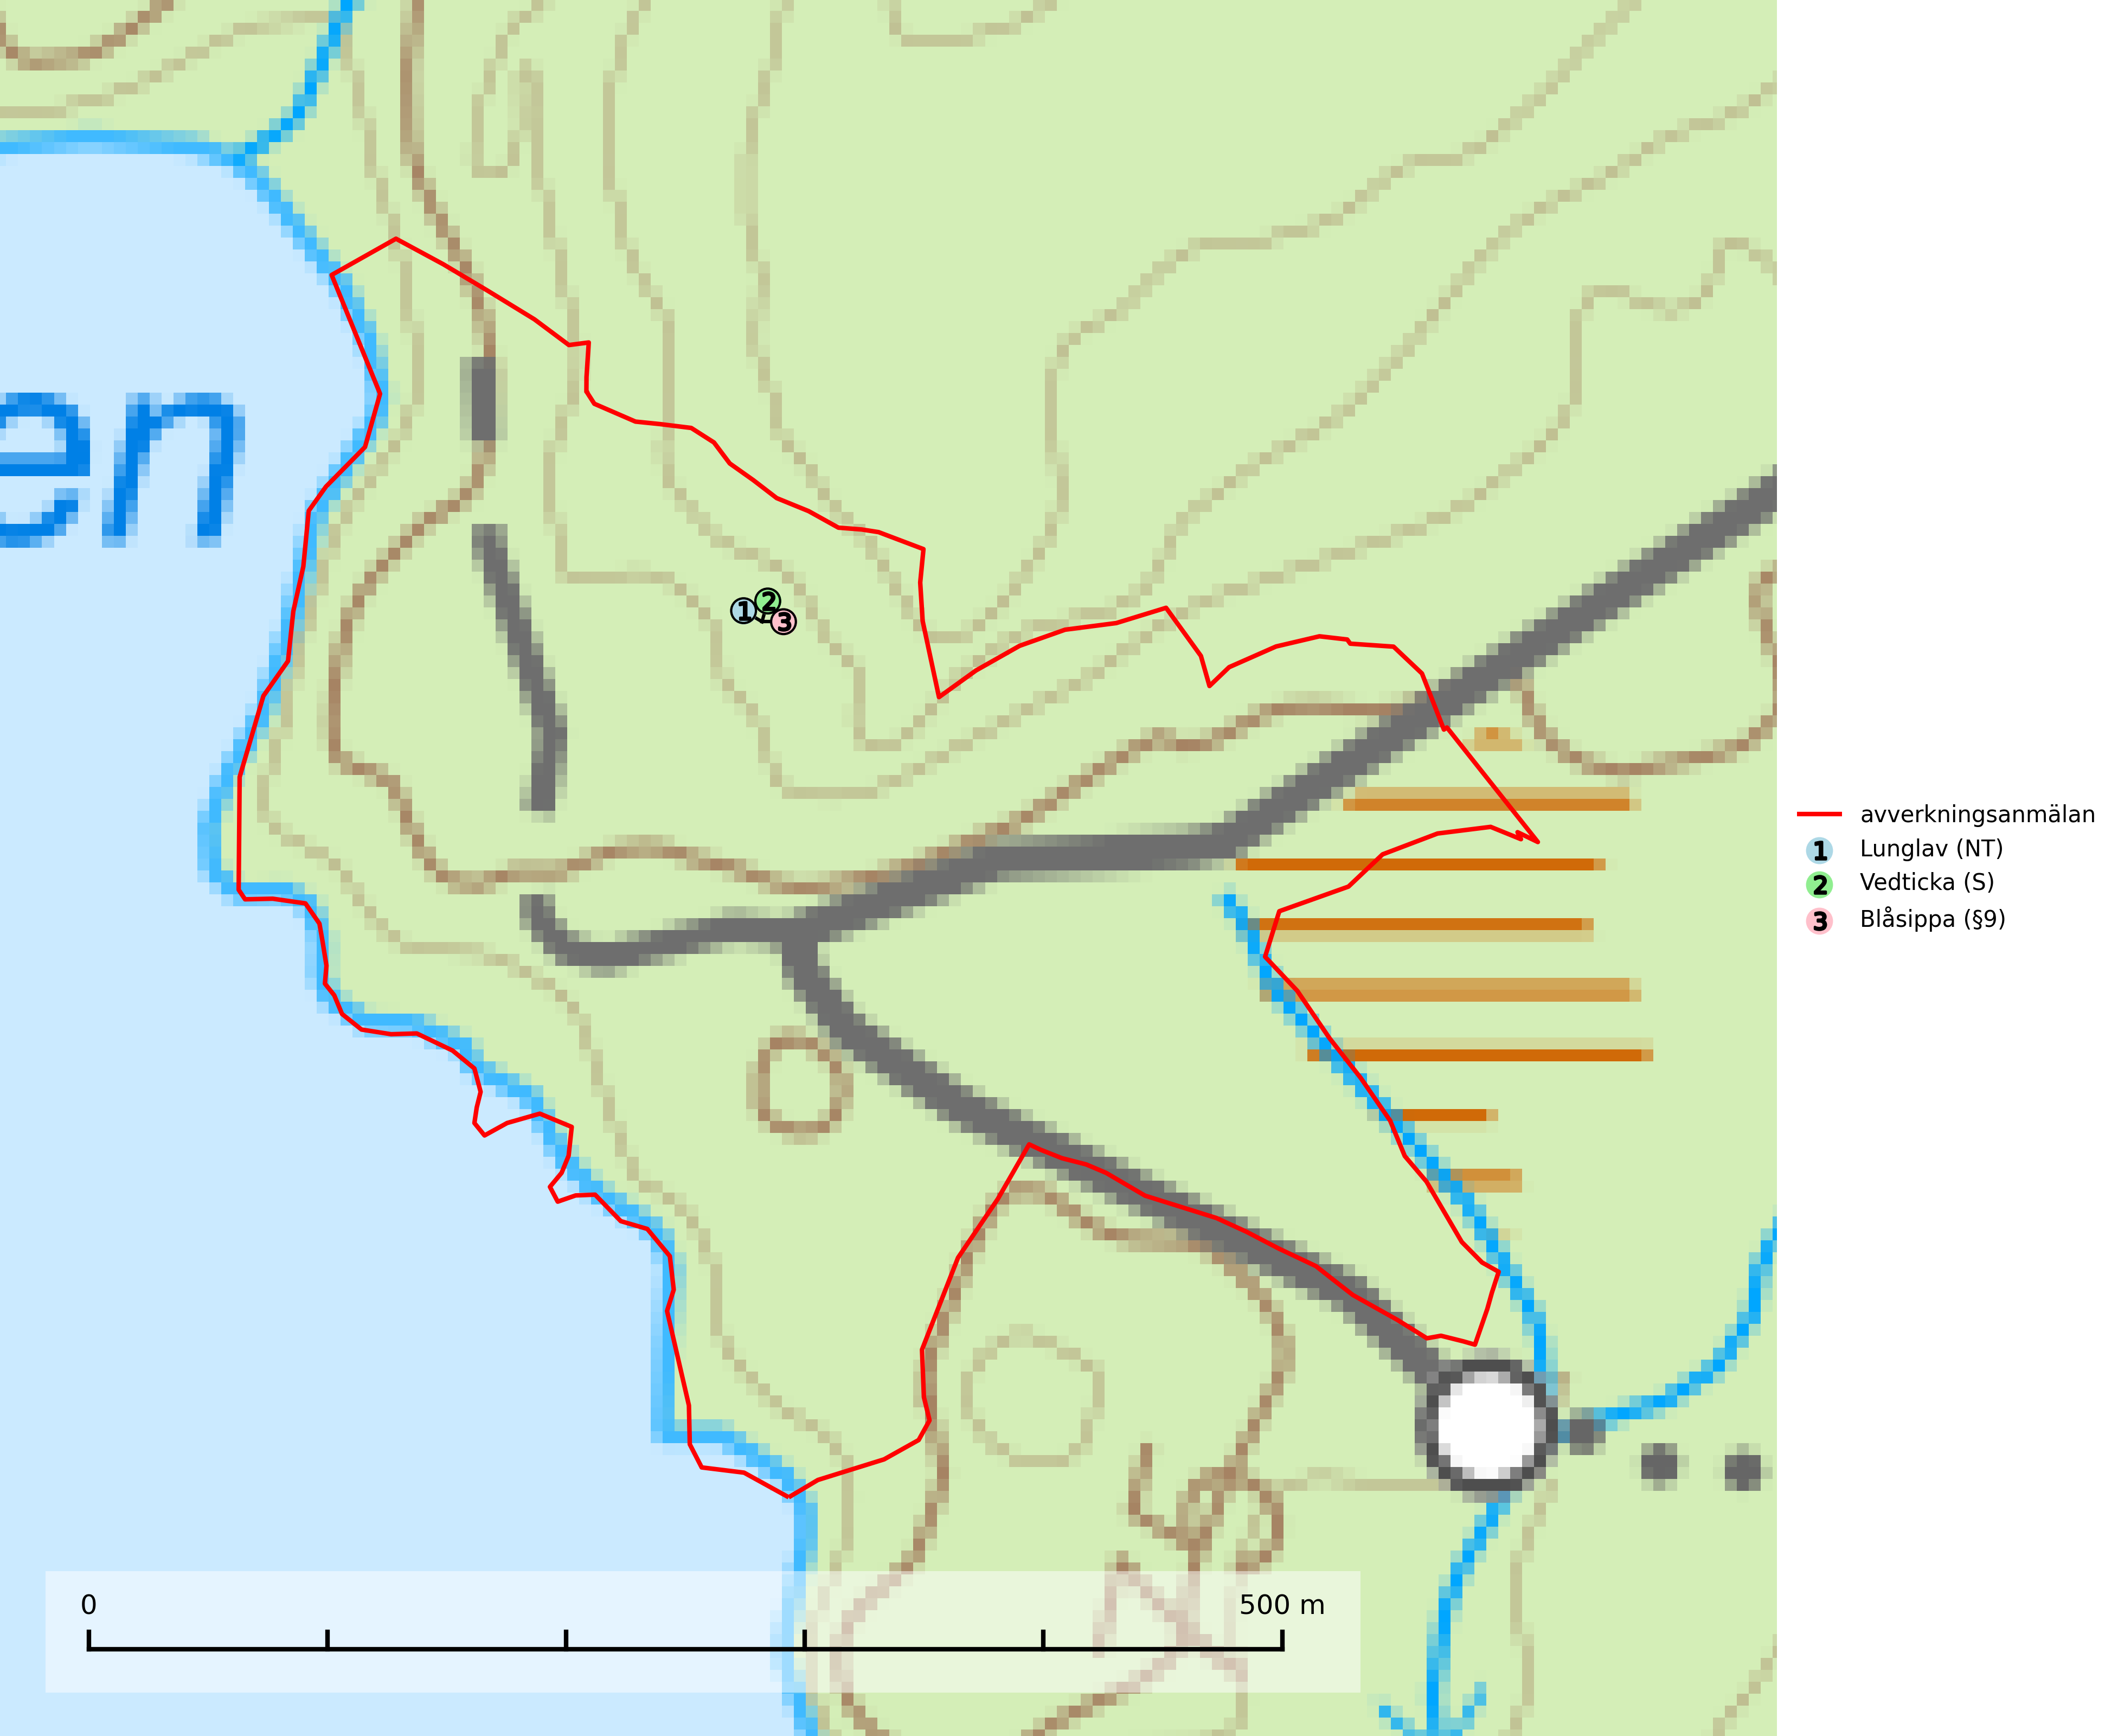 en
1
2
3
avverkningsanmälan
1 Lunglav (NT)
2 Vedticka (S)
3 Blåsippa (§9)
0 500 m